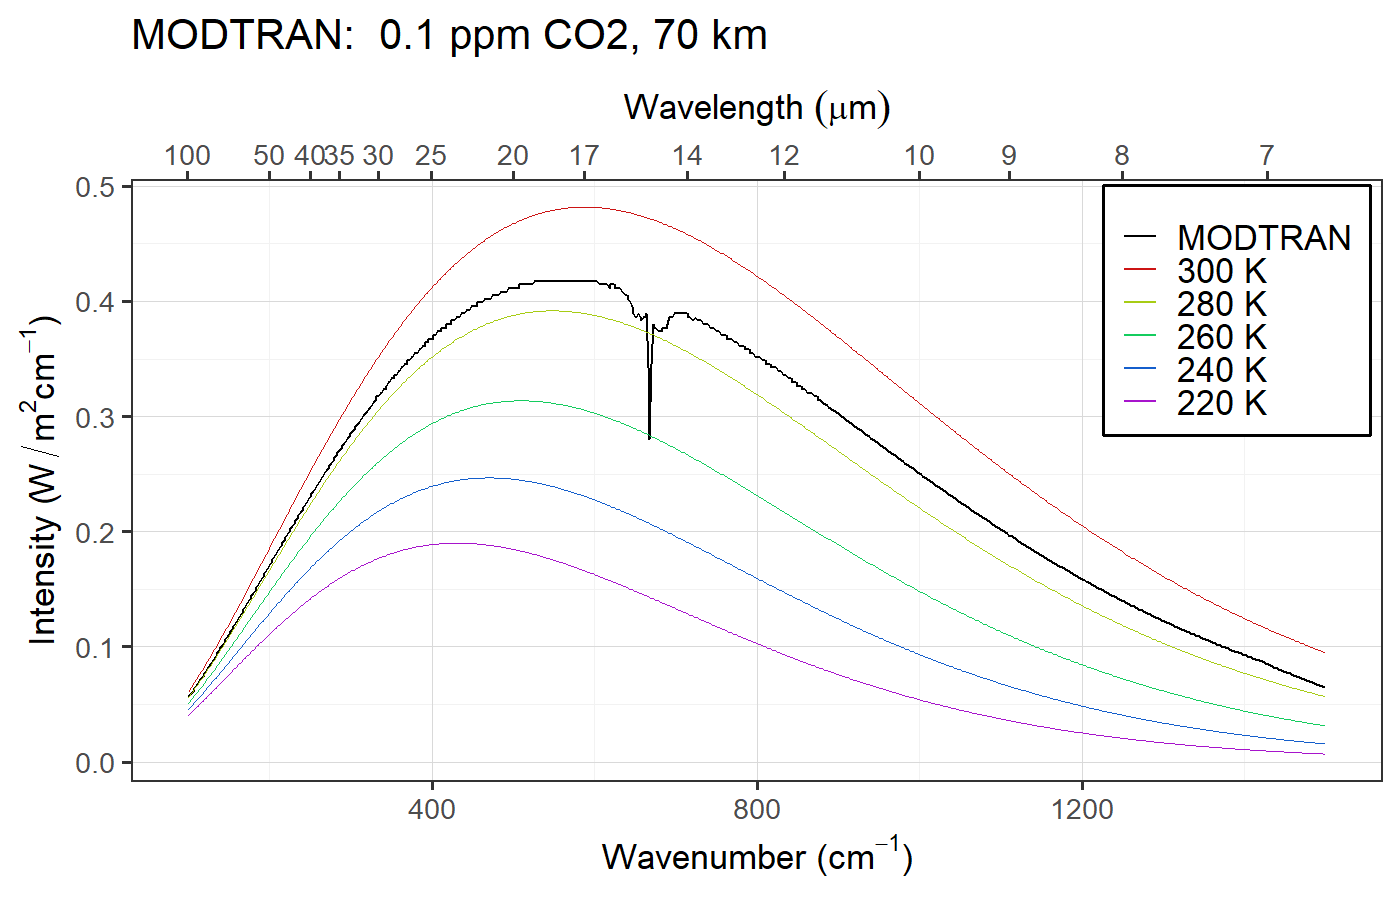 MODTRAN:  0.1 ppm CO2, 70 km
Wavelength (μm)
100 50 40 35 30 25 20 17 14 12 10 9 8 7
0.5
0.4
0.3
0.2
0.1
0.0
Intensity (W / m²cm⁻¹)
MODTRAN
300 K
280 K
260 K
240 K
220 K
400 800 1200
Wavenumber (cm⁻¹)